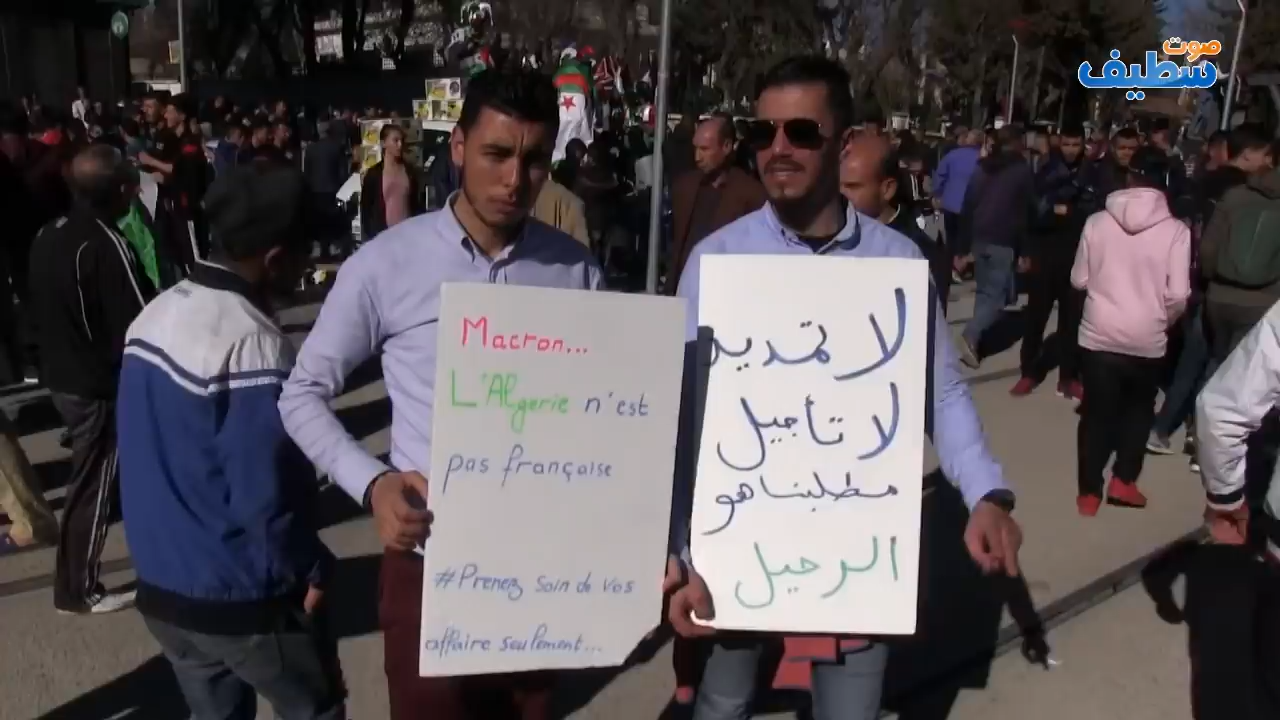 صوت
سطيف
Macron...
L'Algerie n'est
pas française
#Prenez soin de vos
affaire seulement...
لا تمديد
لا تأجيل
مطلبنا هو
الرحيل